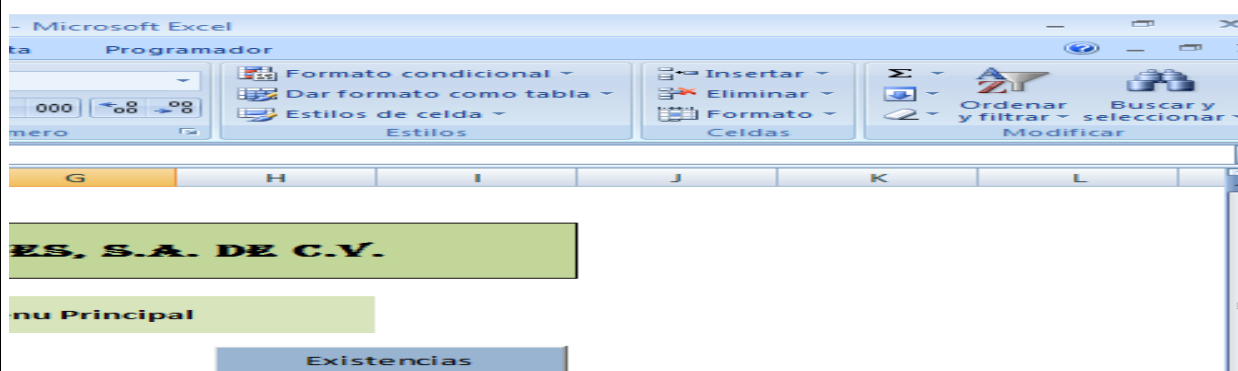 - Microsoft Excel
ta Programador
Formato condicional
Dar formato como tabla
Estilos de celda
Estilos
Insertar
Eliminar
Formato
Celdas
Σ
Ordenar y filtrar
Buscar y seleccionar
Modificar
000
mero
G H I J K L
ES, S.A. DE C.V.
nu Principal
Existencias